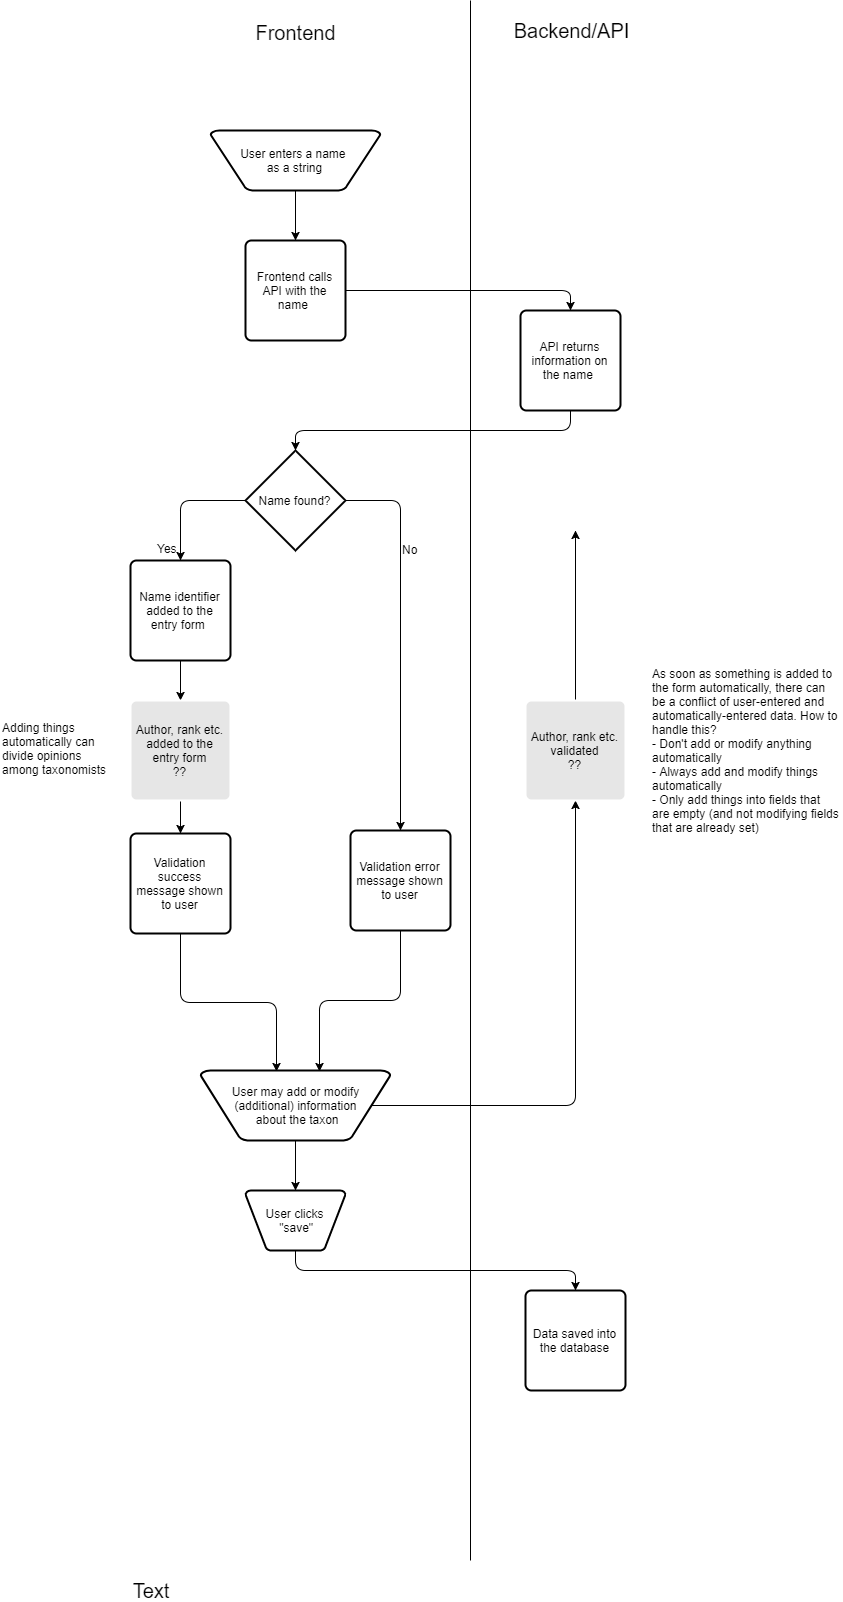 Frontend
Backend/API
User enters a name
as a string
Frontend calls
API with the
name
API returns
information on
the name
Name found?
Yes
No
Name identifier
added to the
entry form
Adding things
automatically can
divide opinions
among taxonomists
Author, rank etc.
added to the
entry form
??
Author, rank etc.
validated
??
As soon as something is added to
the form automatically, there can
be a conflict of user-entered and
automatically-entered data. How to
handle this?
- Don't add or modify anything
automatically
- Always add and modify things
automatically
- Only add things into fields that
are empty (and not modifying fields
that are already set)
Validation
success
message shown
to user
Validation error
message shown
to user
User may add or modify
(additional) information
about the taxon
User clicks
"save"
Data saved into
the database
Text